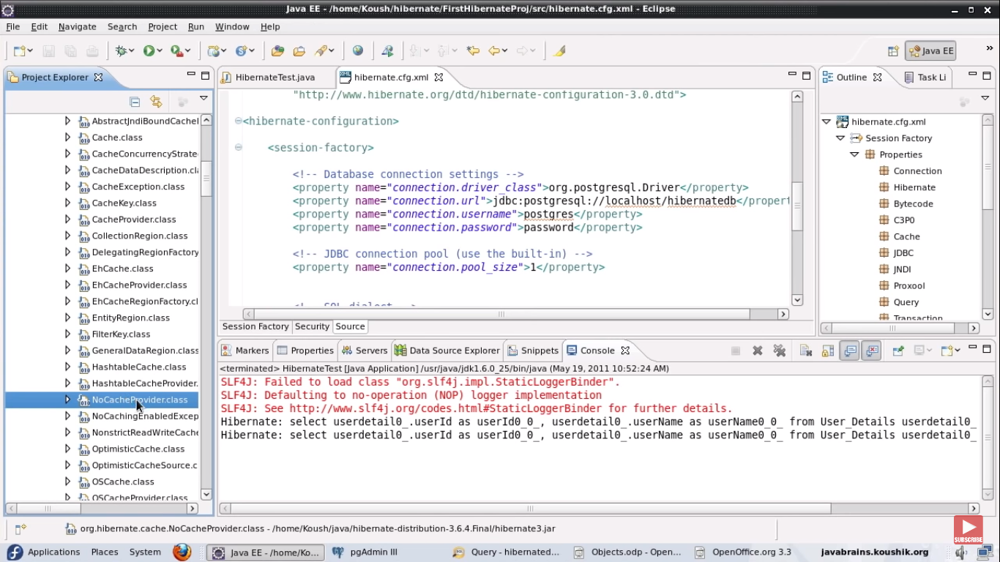 Java EE - /home/Koush/hibernate/FirstHibernateProj/src/hibernate.cfg.xml - Eclipse
File Edit Navigate Search Project Run Window Help
Java EE
Project Explorer
AbstractJndiBoundCacheI
Cache.class
CacheConcurrencyStrate
CacheDataDescription.cla
CacheException.class
CacheKey.class
CacheProvider.class
CollectionRegion.class
DelegatingRegionFactory
EhCache.class
EhCacheProvider.class
EhCacheRegionFactory.cl
EntityRegion.class
FilterKey.class
GeneralDataRegion.class
HashtableCache.class
HashtableCacheProvider.
NoCacheProvider.class
NoCachingEnabledExcep
NonstrictReadWriteCache
OptimisticCache.class
OptimisticCacheSource.c
OSCache.class
OSCacheProvider.class
HibernateTest.java hibernate.cfg.xml
"http://www.hibernate.org/dtd/hibernate-configuration-3.0.dtd">
<hibernate-configuration>
<session-factory>
<!-- Database connection settings -->
<property name="connection.driver_class">org.postgresql.Driver</property>
<property name="connection.url">jdbc:postgresql://localhost/hibernatedb</propert
<property name="connection.username">postgres</property>
<property name="connection.password">password</property>
<!-- JDBC connection pool (use the built-in) -->
<property name="connection.pool_size">1</property>
<!-- SQL dialect -->
Session Factory Security Source
Outline Task Li
hibernate.cfg.xml
Session Factory
Properties
Connection
Hibernate
Bytecode
C3P0
Cache
JDBC
JNDI
Proxool
Query
Transaction
Markers Properties Servers Data Source Explorer Snippets Console
<terminated> HibernateTest [Java Application] /usr/java/jdk1.6.0_25/bin/java (May 19, 2011 10:52:24 AM)
SLF4J: Failed to load class "org.slf4j.impl.StaticLoggerBinder".
SLF4J: Defaulting to no-operation (NOP) logger implementation
SLF4J: See http://www.slf4j.org/codes.html#StaticLoggerBinder for further details.
Hibernate: select userdetail0_.userId as userId0_0_, userdetail0_.userName as userName0_0_ from User_Details userdetail0_
Hibernate: select userdetail0_.userId as userId0_0_, userdetail0_.userName as userName0_0_ from User_Details userdetail0_
org.hibernate.cache.NoCacheProvider.class - /home/Koush/java/hibernate-distribution-3.6.4.Final/hibernate3.jar
SUBSCRIBE
Applications Places System Java EE - /home/Ko... pgAdmin III Query - hibernated... Objects.odp - Open... OpenOffice.org 3.3 javabrains.koushik.org